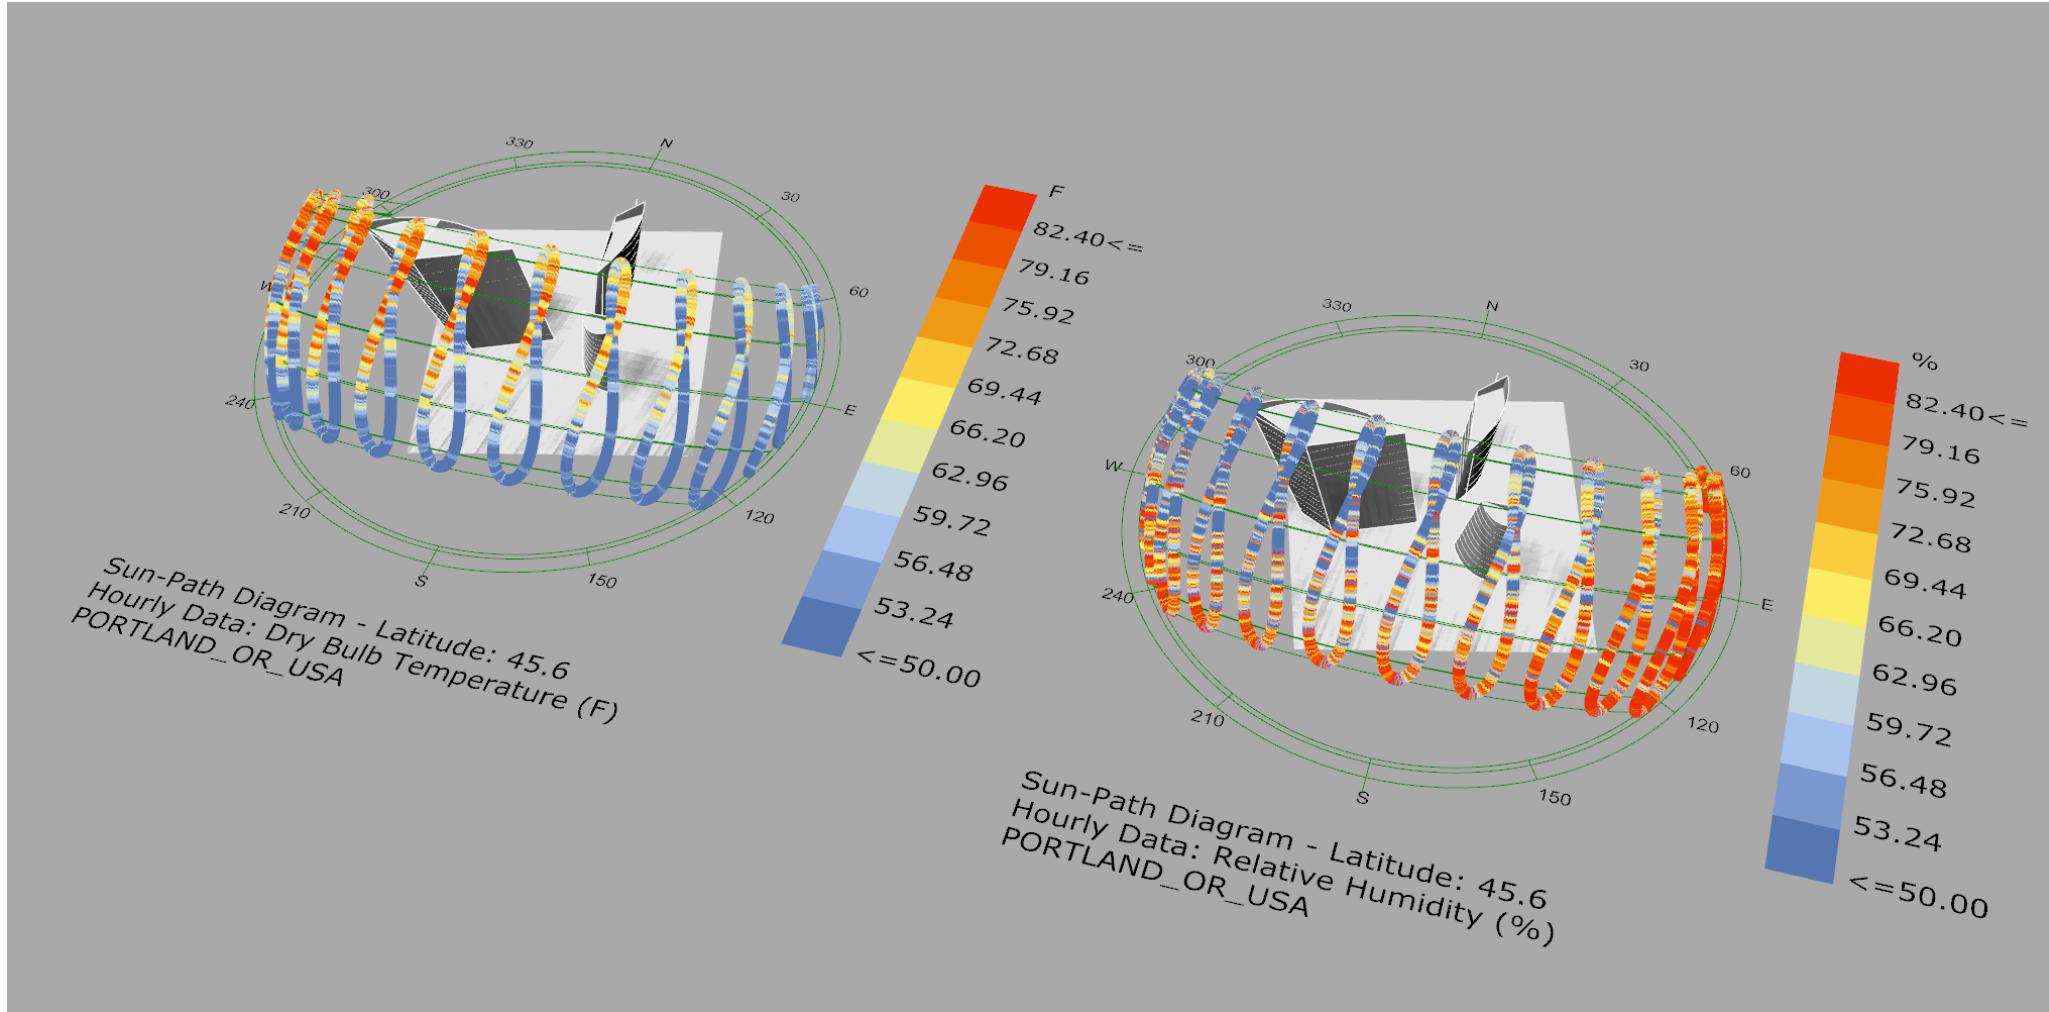 330
N
30
300
60
W
E
240
120
210
S
150
F
82.40<=
79.16
75.92
72.68
69.44
66.20
62.96
59.72
56.48
53.24
<=50.00
Sun-Path Diagram - Latitude: 45.6
Hourly Data: Dry Bulb Temperature (F)
PORTLAND_OR_USA
330
N
30
300
60
W
E
240
120
210
S
150
%
82.40<=
79.16
75.92
72.68
69.44
66.20
62.96
59.72
56.48
53.24
<=50.00
Sun-Path Diagram - Latitude: 45.6
Hourly Data: Relative Humidity (%)
PORTLAND_OR_USA